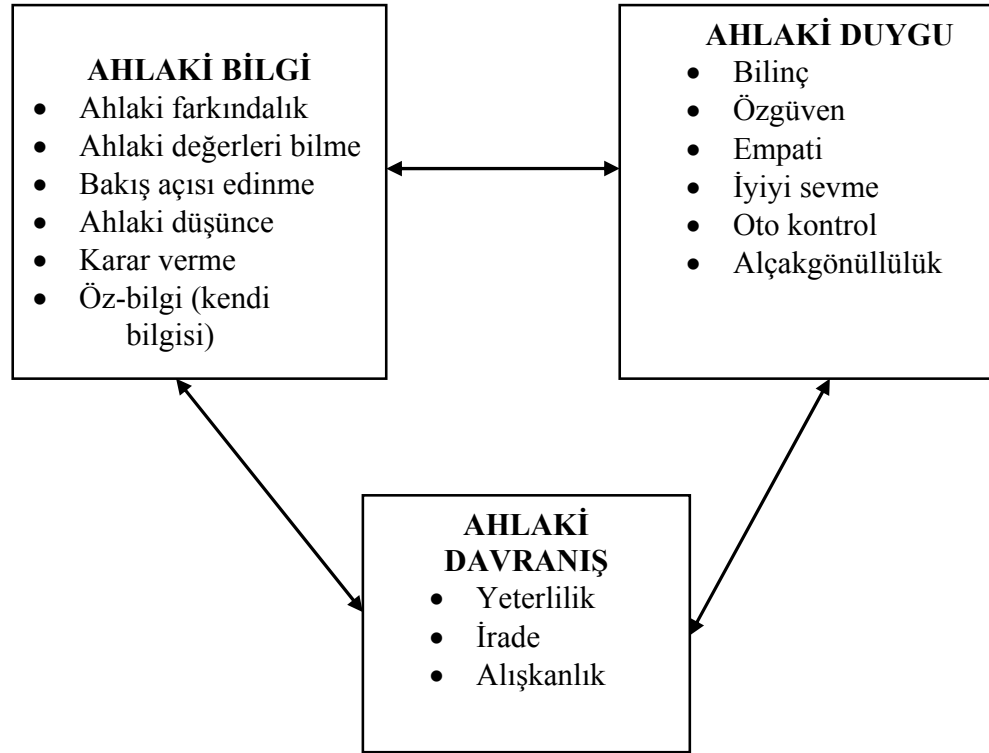 AHLAKİ BİLGİ
• Ahlaki farkındalık
• Ahlaki değerleri bilme
• Bakış açısı edinme
• Ahlaki düşünce
• Karar verme
• Öz-bilgi (kendi
bilgisi)
AHLAKİ DUYGU
• Bilinç
• Özgüven
• Empati
• İyiyi sevme
• Oto kontrol
• Alçakgönüllülük
AHLAKİ
DAVRANIŞ
• Yeterlilik
• İrade
• Alışkanlık